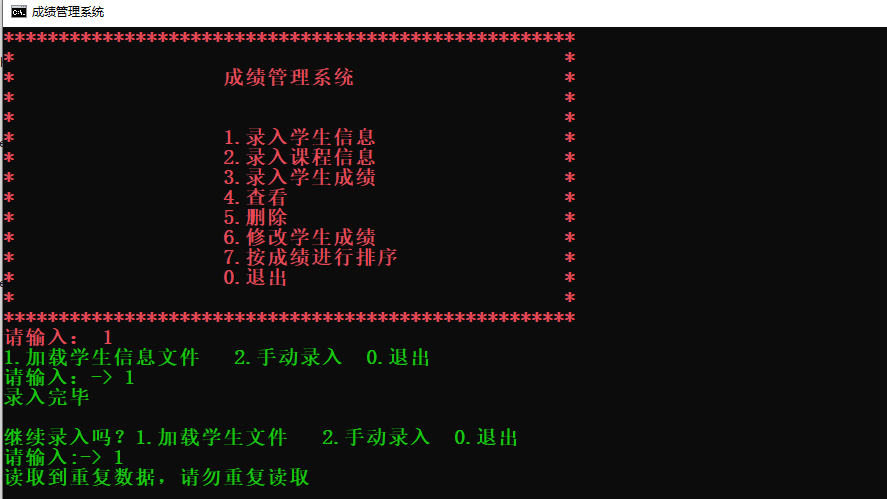 成绩管理系统
****************************************************
*                                                  *
*                   成绩管理系统                   *
*                                                  *
*                                                  *
*                   1.录入学生信息                 *
*                   2.录入课程信息                 *
*                   3.录入学生成绩                 *
*                   4.查看                         *
*                   5.删除                         *
*                   6.修改学生成绩                 *
*                   7.按成绩进行排序               *
*                   0.退出                         *
*                                                  *
****************************************************
请输入: 1
1.加载学生信息文件   2.手动录入  0.退出
请输入:-> 1
录入完毕
继续录入吗? 1.加载学生文件   2.手动录入  0.退出
请输入:-> 1
读取到重复数据, 请勿重复读取